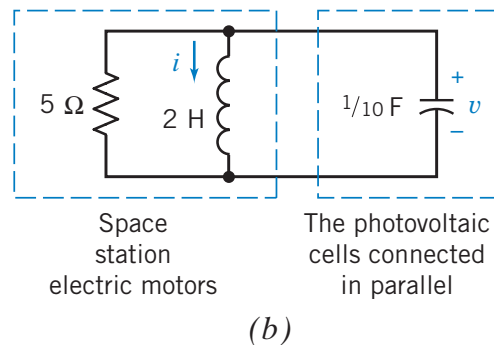 i
+
5 Ω
2 H
1/10 F
v
−
Space
station
electric motors
The photovoltaic
cells connected
in parallel
(b)